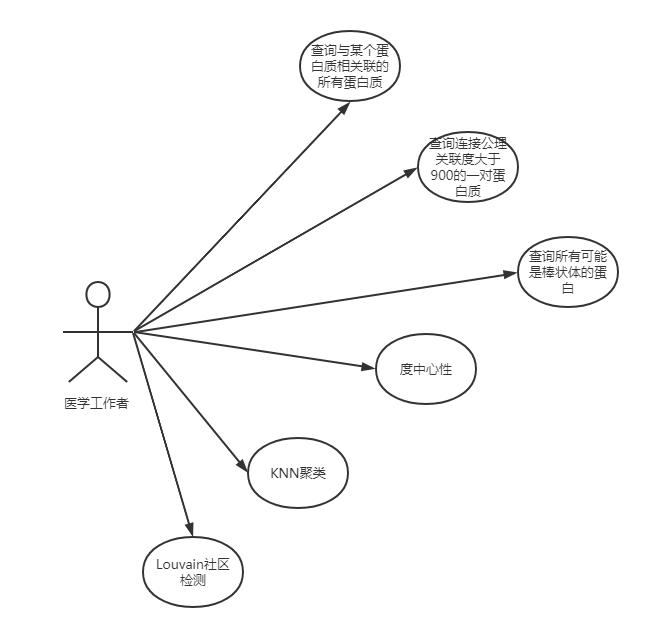 查询与某个蛋
白质相关联的
所有蛋白质
查询连接公理
关联度大于
900的一对蛋
白质
查询所有可能
是棒状体的蛋
白
度中心性
医学工作者
KNN聚类
Louvain社区
检测